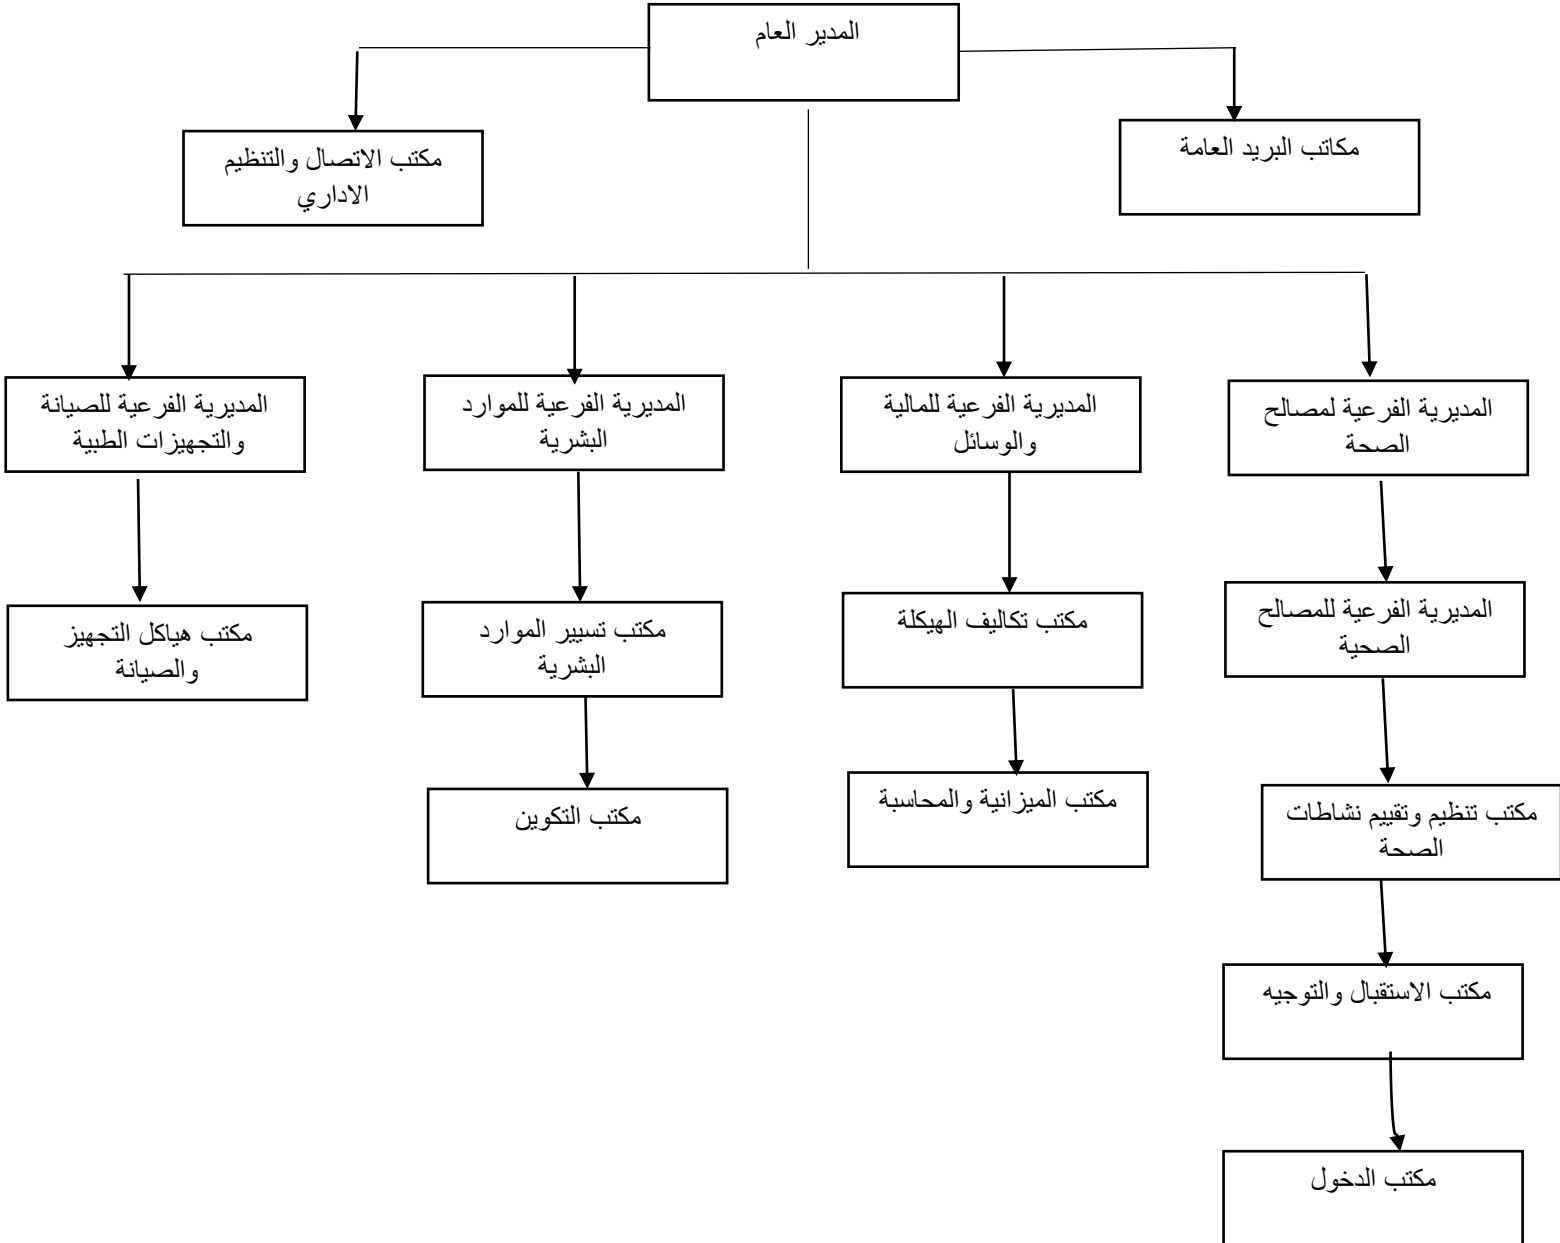 المدير العام
مكاتب البريد العامة
مكتب الاتصال والتنظيم
الاداري
المديرية الفرعية لمصالح
الصحة
المديرية الفرعية للمالية
والوسائل
المديرية الفرعية للموارد
البشرية
المديرية الفرعية للصيانة
والتجهيزات الطبية
المديرية الفرعية للمصالح
الصحية
مكتب تكاليف الهيكلة
مكتب تسيير الموارد
البشرية
مكتب هياكل التجهيز
والصيانة
مكتب تنظيم وتقييم نشاطات
الصحة
مكتب الميزانية والمحاسبة
مكتب التكوين
مكتب الاستقبال والتوجيه
مكتب الدخول